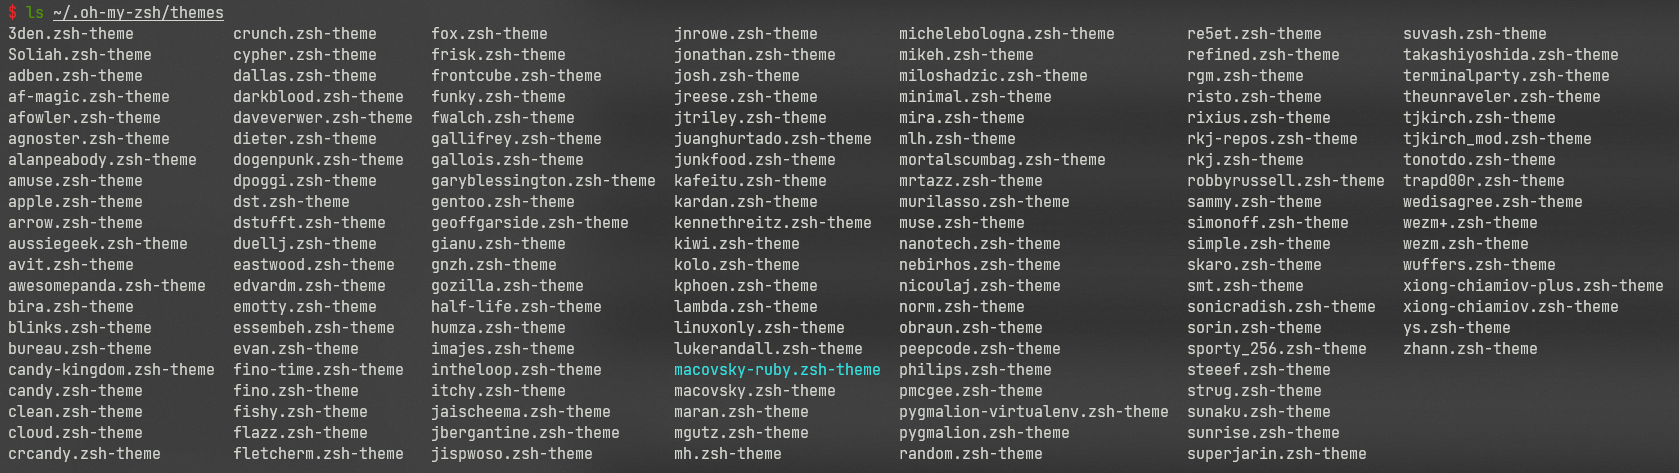 $ ls ~/.oh-my-zsh/themes
3den.zsh-theme crunch.zsh-theme fox.zsh-theme jnrowe.zsh-theme michelebologna.zsh-theme re5et.zsh-theme suvash.zsh-theme
Soliah.zsh-theme cypher.zsh-theme frisk.zsh-theme jonathan.zsh-theme mikeh.zsh-theme refined.zsh-theme takashiyoshida.zsh-theme
adben.zsh-theme dallas.zsh-theme frontcube.zsh-theme josh.zsh-theme miloshadzic.zsh-theme rgm.zsh-theme terminalparty.zsh-theme
af-magic.zsh-theme darkblood.zsh-theme funky.zsh-theme jreese.zsh-theme minimal.zsh-theme risto.zsh-theme theunraveler.zsh-theme
afowler.zsh-theme daveverwer.zsh-theme fwalch.zsh-theme jtriley.zsh-theme mira.zsh-theme rixius.zsh-theme tjkirch.zsh-theme
agnoster.zsh-theme dieter.zsh-theme gallifrey.zsh-theme juanghurtado.zsh-theme mlh.zsh-theme rkj-repos.zsh-theme tjkirch_mod.zsh-theme
alanpeabody.zsh-theme dogenpunk.zsh-theme gallois.zsh-theme junkfood.zsh-theme mortalscumbag.zsh-theme rkj.zsh-theme tonotdo.zsh-theme
amuse.zsh-theme dpoggi.zsh-theme garyblessington.zsh-theme kafeitu.zsh-theme mrtazz.zsh-theme robbyrussell.zsh-theme trapd00r.zsh-theme
apple.zsh-theme dst.zsh-theme gentoo.zsh-theme kardan.zsh-theme murilasso.zsh-theme sammy.zsh-theme wedisagree.zsh-theme
arrow.zsh-theme dstufft.zsh-theme geoffgarside.zsh-theme kennethreitz.zsh-theme muse.zsh-theme simonoff.zsh-theme wezm+.zsh-theme
aussiegeek.zsh-theme duellj.zsh-theme gianu.zsh-theme kiwi.zsh-theme nanotech.zsh-theme simple.zsh-theme wezm.zsh-theme
avit.zsh-theme eastwood.zsh-theme gnzh.zsh-theme kolo.zsh-theme nebirhos.zsh-theme skaro.zsh-theme wuffers.zsh-theme
awesomepanda.zsh-theme edvardm.zsh-theme gozilla.zsh-theme kphoen.zsh-theme nicoulaj.zsh-theme smt.zsh-theme xiong-chiamiov-plus.zsh-theme
bira.zsh-theme emotty.zsh-theme half-life.zsh-theme lambda.zsh-theme norm.zsh-theme sonicradish.zsh-theme xiong-chiamiov.zsh-theme
blinks.zsh-theme essembeh.zsh-theme humza.zsh-theme linuxonly.zsh-theme obraun.zsh-theme sorin.zsh-theme ys.zsh-theme
bureau.zsh-theme evan.zsh-theme imajes.zsh-theme lukerandall.zsh-theme peepcode.zsh-theme sporty_256.zsh-theme zhann.zsh-theme
candy-kingdom.zsh-theme fino-time.zsh-theme intheloop.zsh-theme macovsky-ruby.zsh-theme philips.zsh-theme steeef.zsh-theme
candy.zsh-theme fino.zsh-theme itchy.zsh-theme macovsky.zsh-theme pmcgee.zsh-theme strug.zsh-theme
clean.zsh-theme fishy.zsh-theme jaischeema.zsh-theme maran.zsh-theme pygmalion-virtualenv.zsh-theme sunaku.zsh-theme
cloud.zsh-theme flazz.zsh-theme jbergantine.zsh-theme mgutz.zsh-theme pygmalion.zsh-theme sunrise.zsh-theme
crcandy.zsh-theme fletcherm.zsh-theme jispwoso.zsh-theme mh.zsh-theme random.zsh-theme superjarin.zsh-theme